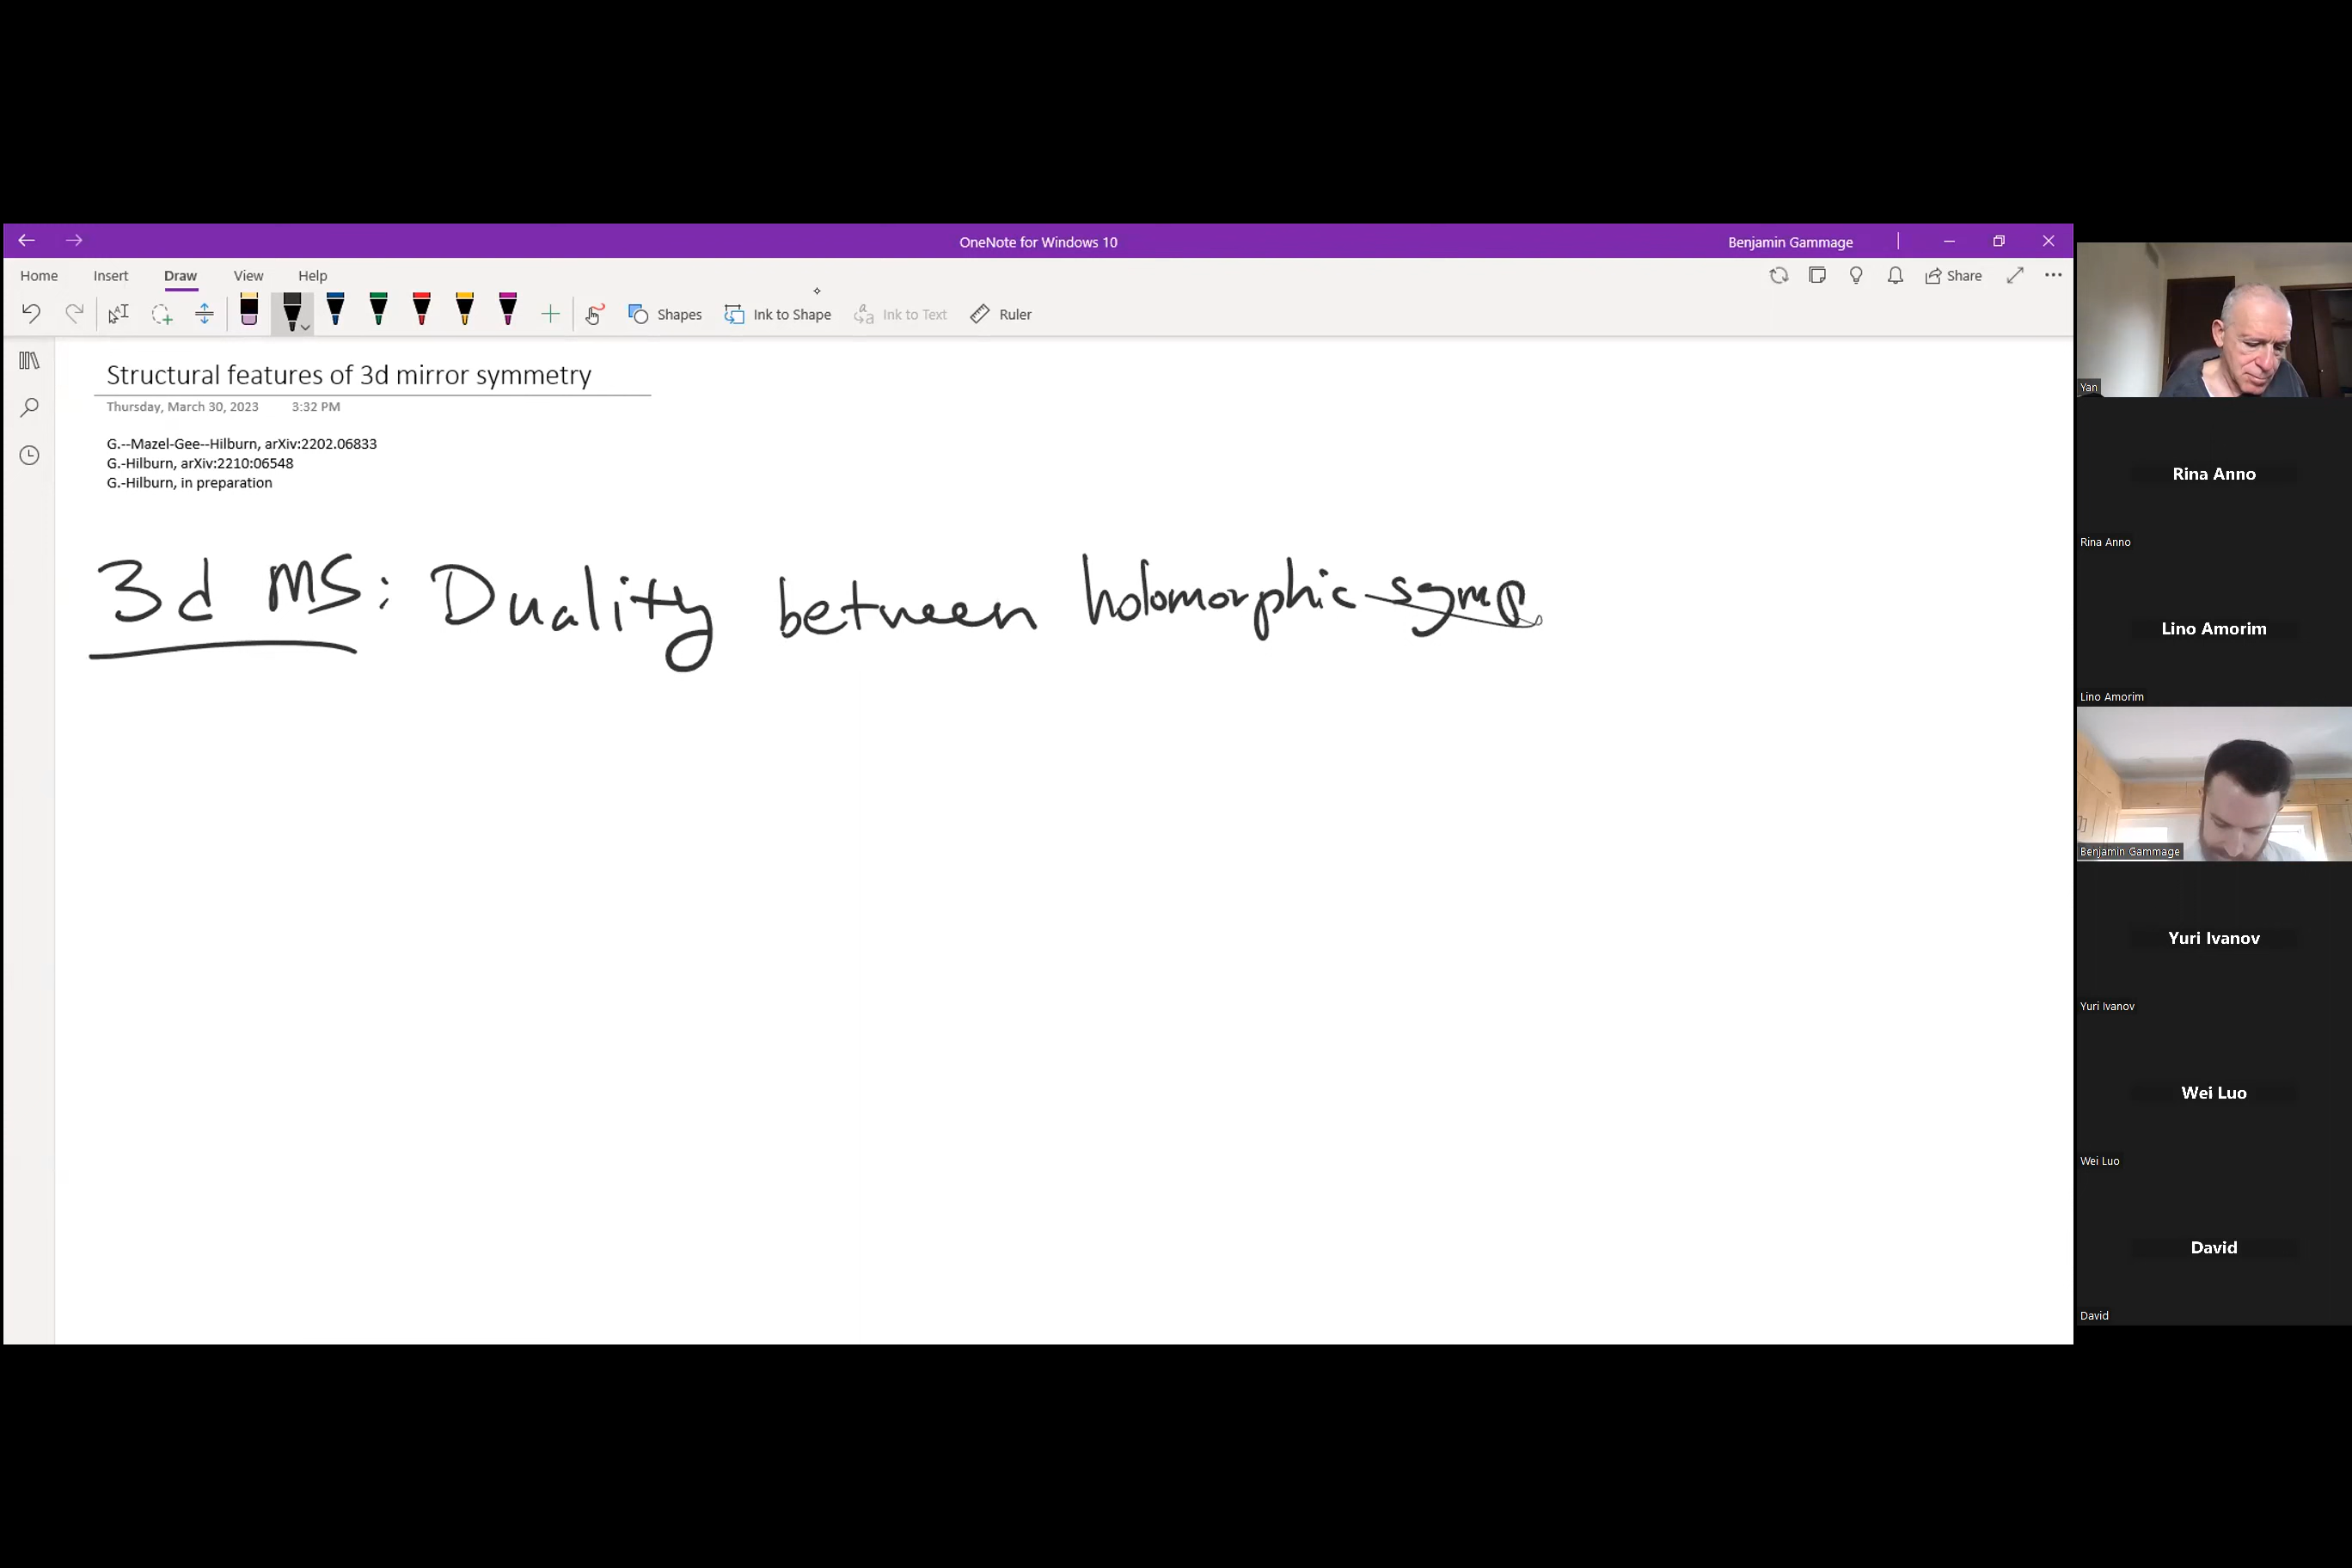 OneNote for Windows 10
Benjamin Gammage
Home Insert Draw View Help
Share
Shapes Ink to Shape Ink to Text Ruler
Structural features of 3d mirror symmetry
Thursday, March 30, 2023 3:32 PM
G.--Mazel-Gee--Hilburn, arXiv:2202.06833
G.-Hilburn, arXiv:2210:06548
G.-Hilburn, in preparation
3d MS: Duality between holomorphic symp
Yan
Rina Anno
Rina Anno
Lino Amorim
Lino Amorim
Benjamin Gammage
Yuri Ivanov
Yuri Ivanov
Wei Luo
Wei Luo
David
David